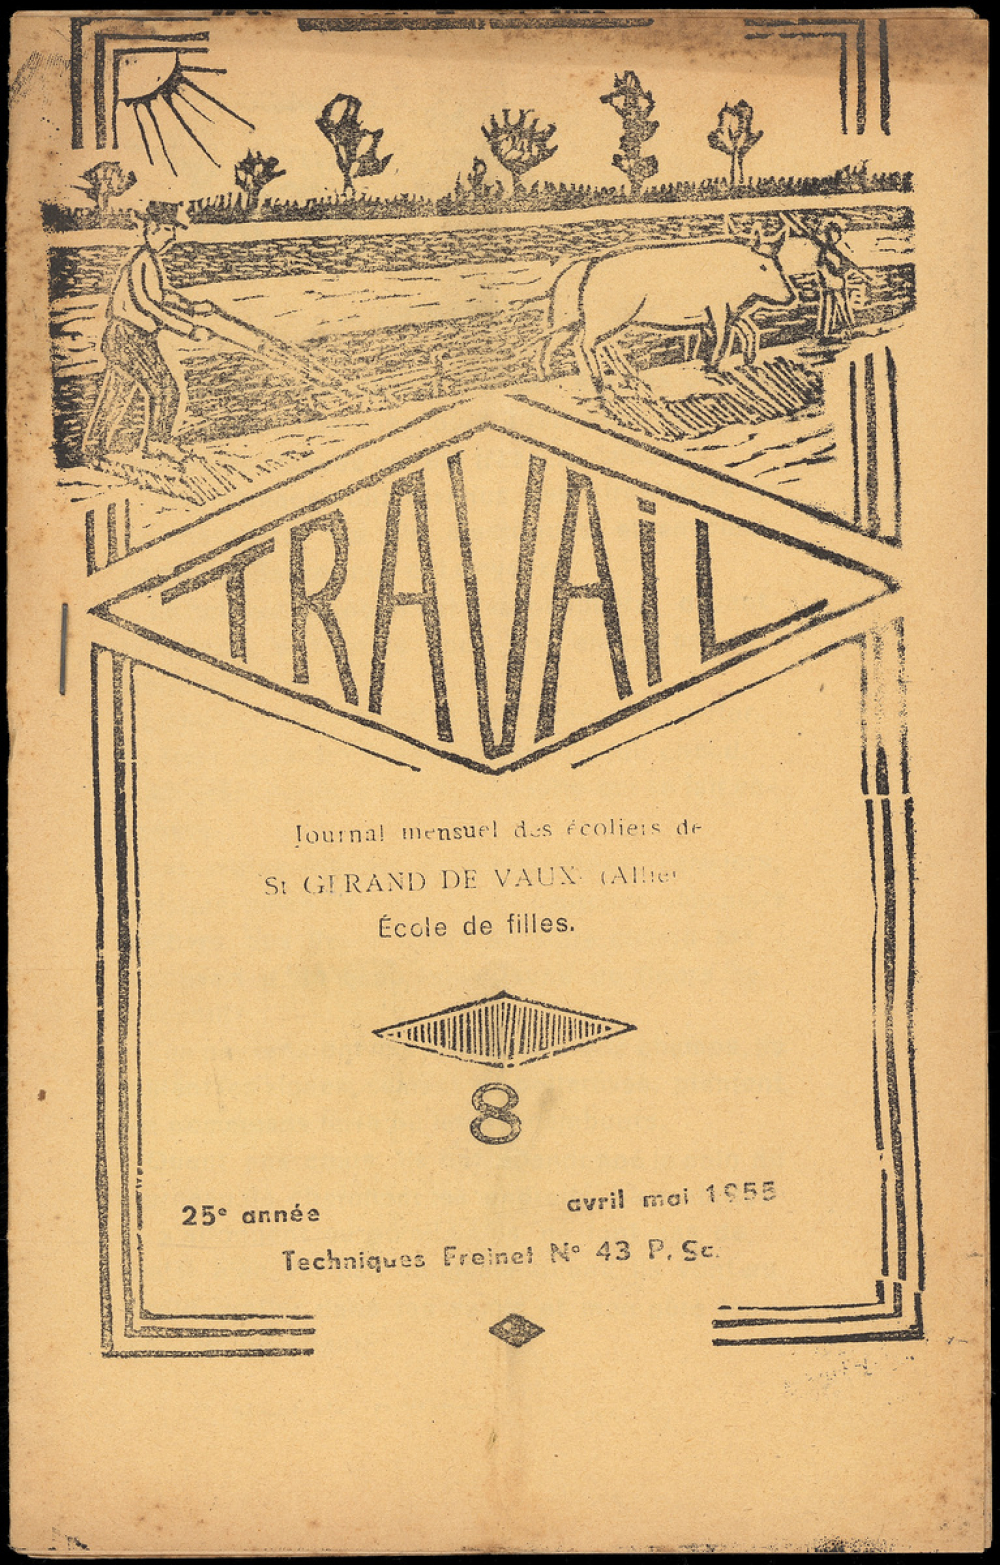 TRAVAiL
Journal mensuel des écoliers de
St GERAND DE VAUX (Allier
École de filles.
8
25e année
avril mai 1955
Techniques Freinet No 43 P. Sc.